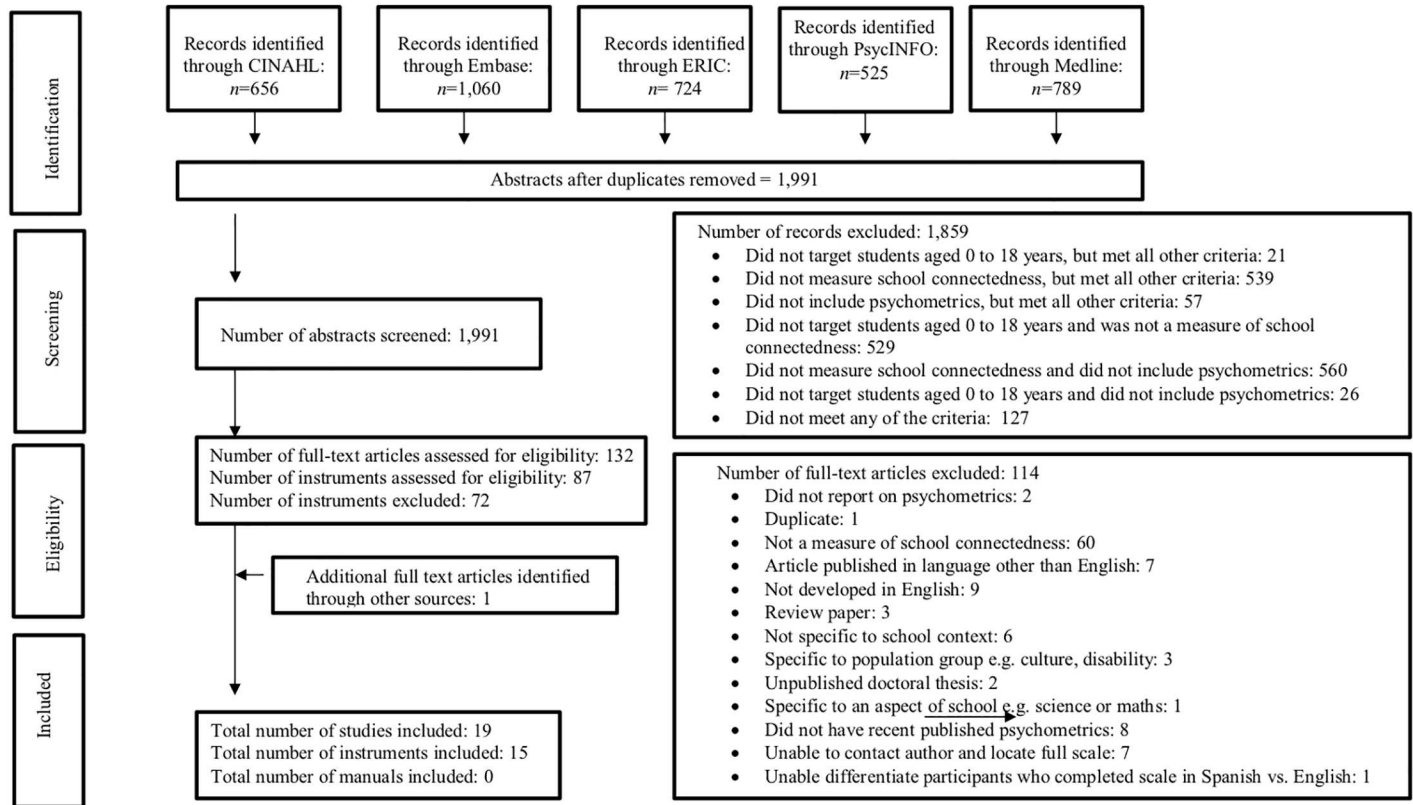 Identification
Records identified
through CINAHL:
n=656
Records identified
through Embase:
n=1,060
Records identified
through ERIC:
n= 724
Records identified
through PsycINFO:
n=525
Records identified
through Medline:
n=789
Abstracts after duplicates removed = 1,991
Screening
Number of abstracts screened: 1,991
Number of records excluded: 1,859
• Did not target students aged 0 to 18 years, but met all other criteria: 21
• Did not measure school connectedness, but met all other criteria: 539
• Did not include psychometrics, but met all other criteria: 57
• Did not target students aged 0 to 18 years and was not a measure of school
connectedness: 529
• Did not measure school connectedness and did not include psychometrics: 560
• Did not target students aged 0 to 18 years and did not include psychometrics: 26
• Did not meet any of the criteria: 127
Eligibility
Number of full-text articles assessed for eligibility: 132
Number of instruments assessed for eligibility: 87
Number of instruments excluded: 72
Additional full text articles identified
through other sources: 1
Number of full-text articles excluded: 114
• Did not report on psychometrics: 2
• Duplicate: 1
• Not a measure of school connectedness: 60
• Article published in language other than English: 7
• Not developed in English: 9
• Review paper: 3
• Not specific to school context: 6
• Specific to population group e.g. culture, disability: 3
• Unpublished doctoral thesis: 2
• Specific to an aspect of school e.g. science or maths: 1
• Did not have recent published psychometrics: 8
• Unable to contact author and locate full scale: 7
• Unable differentiate participants who completed scale in Spanish vs. English: 1
Included
Total number of studies included: 19
Total number of instruments included: 15
Total number of manuals included: 0